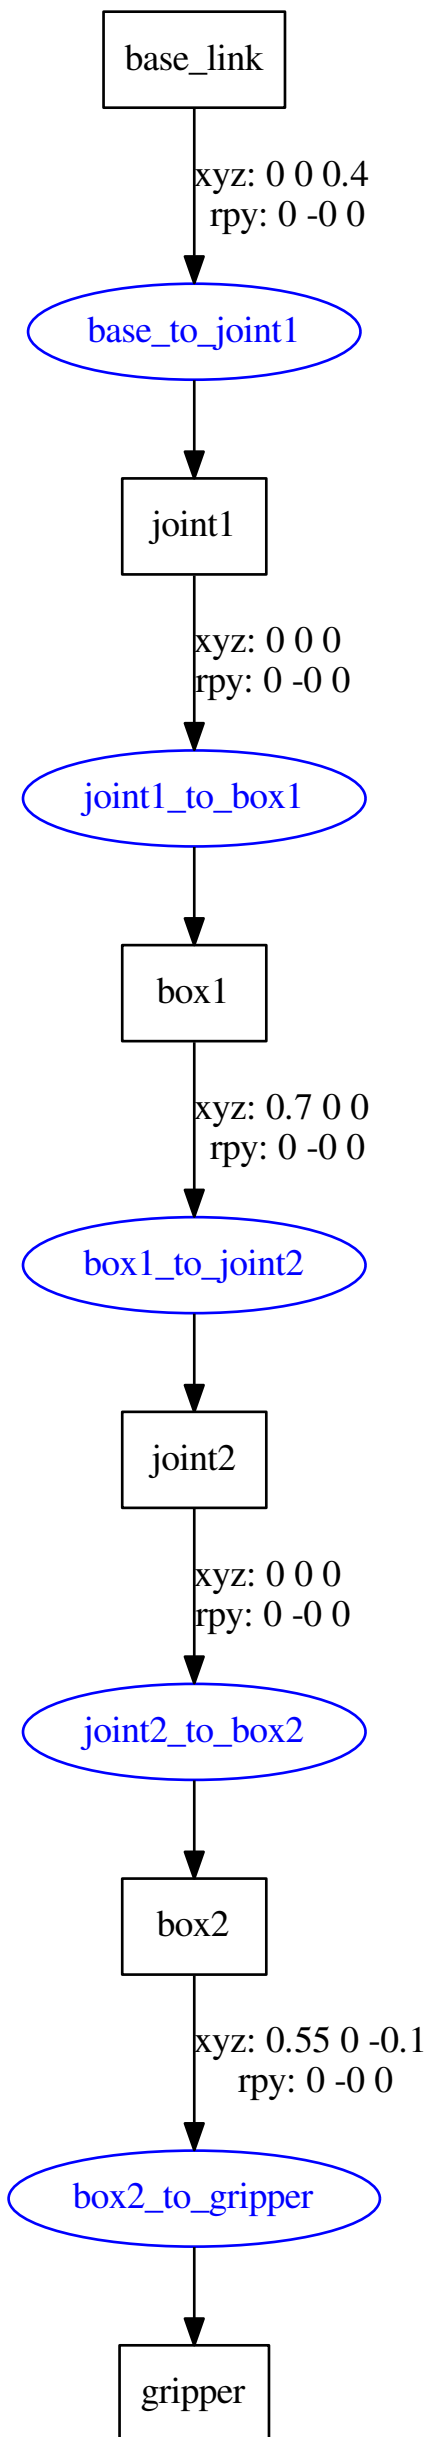 base_link
xyz: 0 0 0.4
rpy: 0 -0 0
base_to_joint1
joint1
xyz: 0 0 0
rpy: 0 -0 0
joint1_to_box1
box1
xyz: 0.7 0 0
rpy: 0 -0 0
box1_to_joint2
joint2
xyz: 0 0 0
rpy: 0 -0 0
joint2_to_box2
box2
xyz: 0.55 0 -0.1
rpy: 0 -0 0
box2_to_gripper
gripper